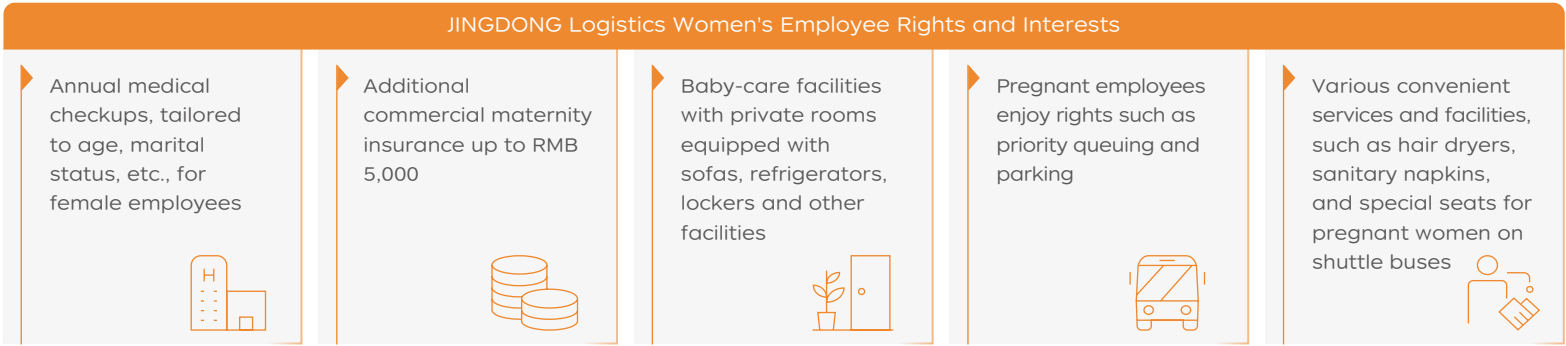 JINGDONG Logistics Women's Employee Rights and Interests
Annual medical
checkups, tailored
to age, marital
status, etc., for
female employees
H
Additional
commercial maternity
insurance up to RMB
5,000
Baby-care facilities
with private rooms
equipped with
sofas, refrigerators,
lockers and other
facilities
Pregnant employees
enjoy rights such as
priority queuing and
parking
Various convenient
services and facilities,
such as hair dryers,
sanitary napkins,
and special seats for
pregnant women on
shuttle buses